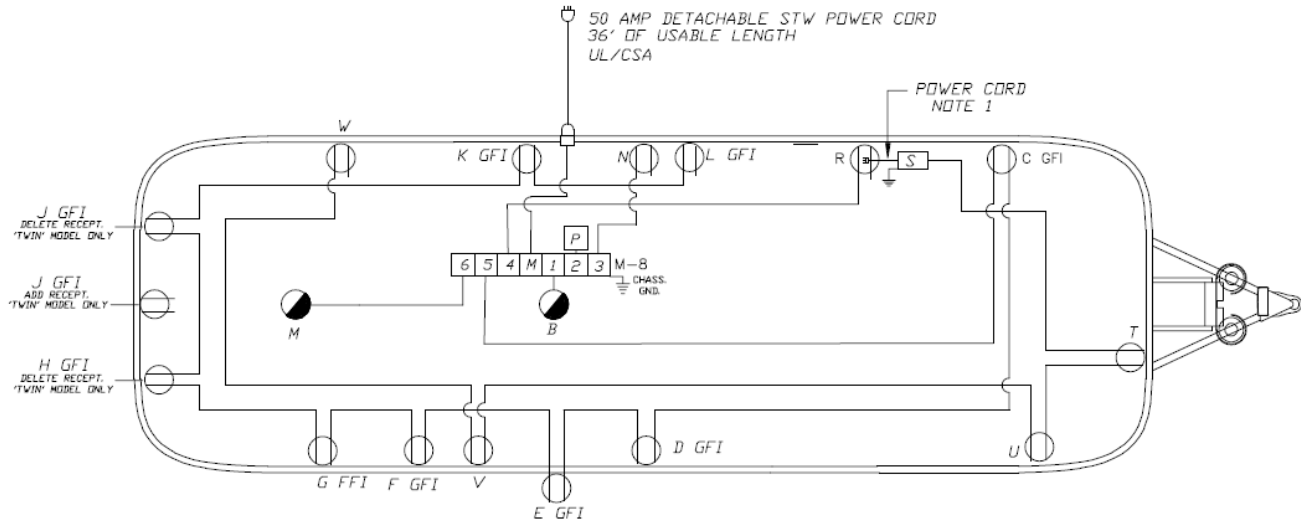 50 AMP DETACHABLE STW POWER CORD
36' OF USABLE LENGTH
UL/CSA
POWER CORD
NOTE 1
W
K GFI
N
L GFI
R
S
C GFI
J GFI
DELETE RECEPT.
'TWIN' MODEL ONLY
P
6 5 4 M 1 2 3 M-8
CHASS.
GND.
J GFI
ADD RECEPT.
'TWIN' MODEL ONLY
M
B
T
H GFI
DELETE RECEPT.
'TWIN' MODEL ONLY
G FFI
F GFI
V
E GFI
D GFI
U